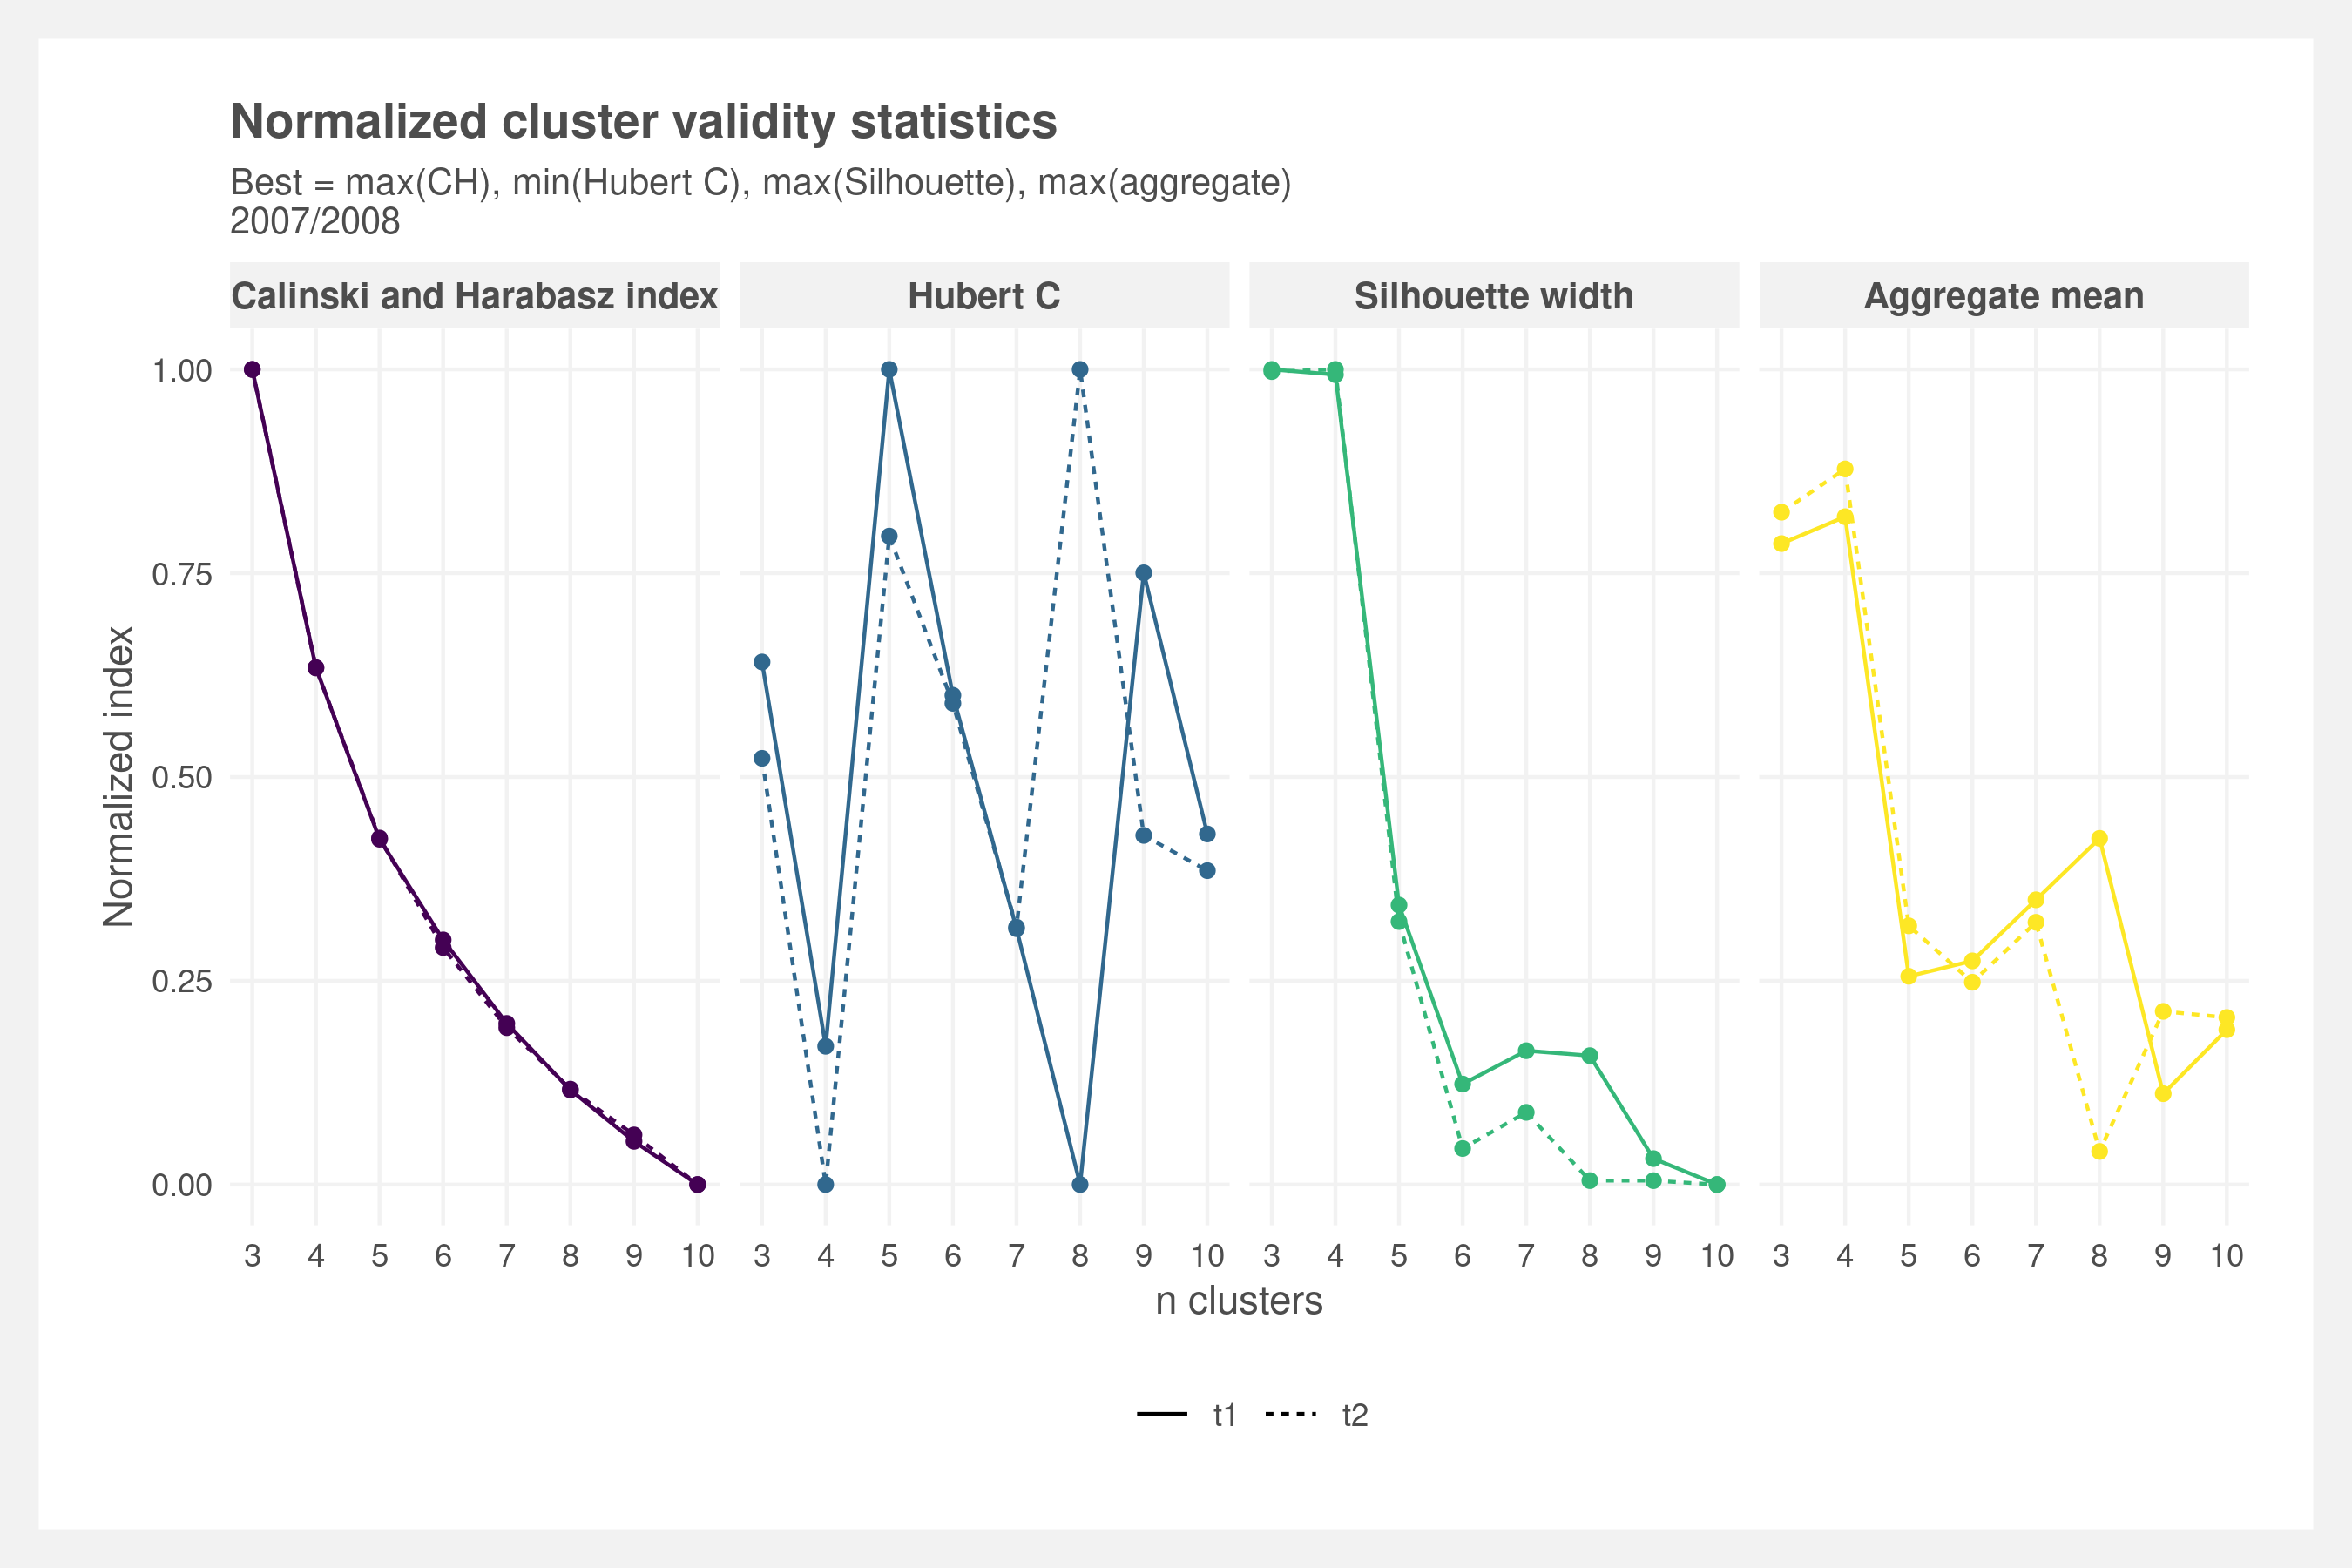 Normalized cluster validity statistics
Best = max(CH), min(Hubert C), max(Silhouette), max(aggregate)
2007/2008
Calinski and Harabasz index
Hubert C
Silhouette width
Aggregate mean
Normalized index
1.00
0.75
0.50
0.25
0.00
3 4 5 6 7 8 9 10
3 4 5 6 7 8 9 10
3 4 5 6 7 8 9 10
3 4 5 6 7 8 9 10
n clusters
t1 t2